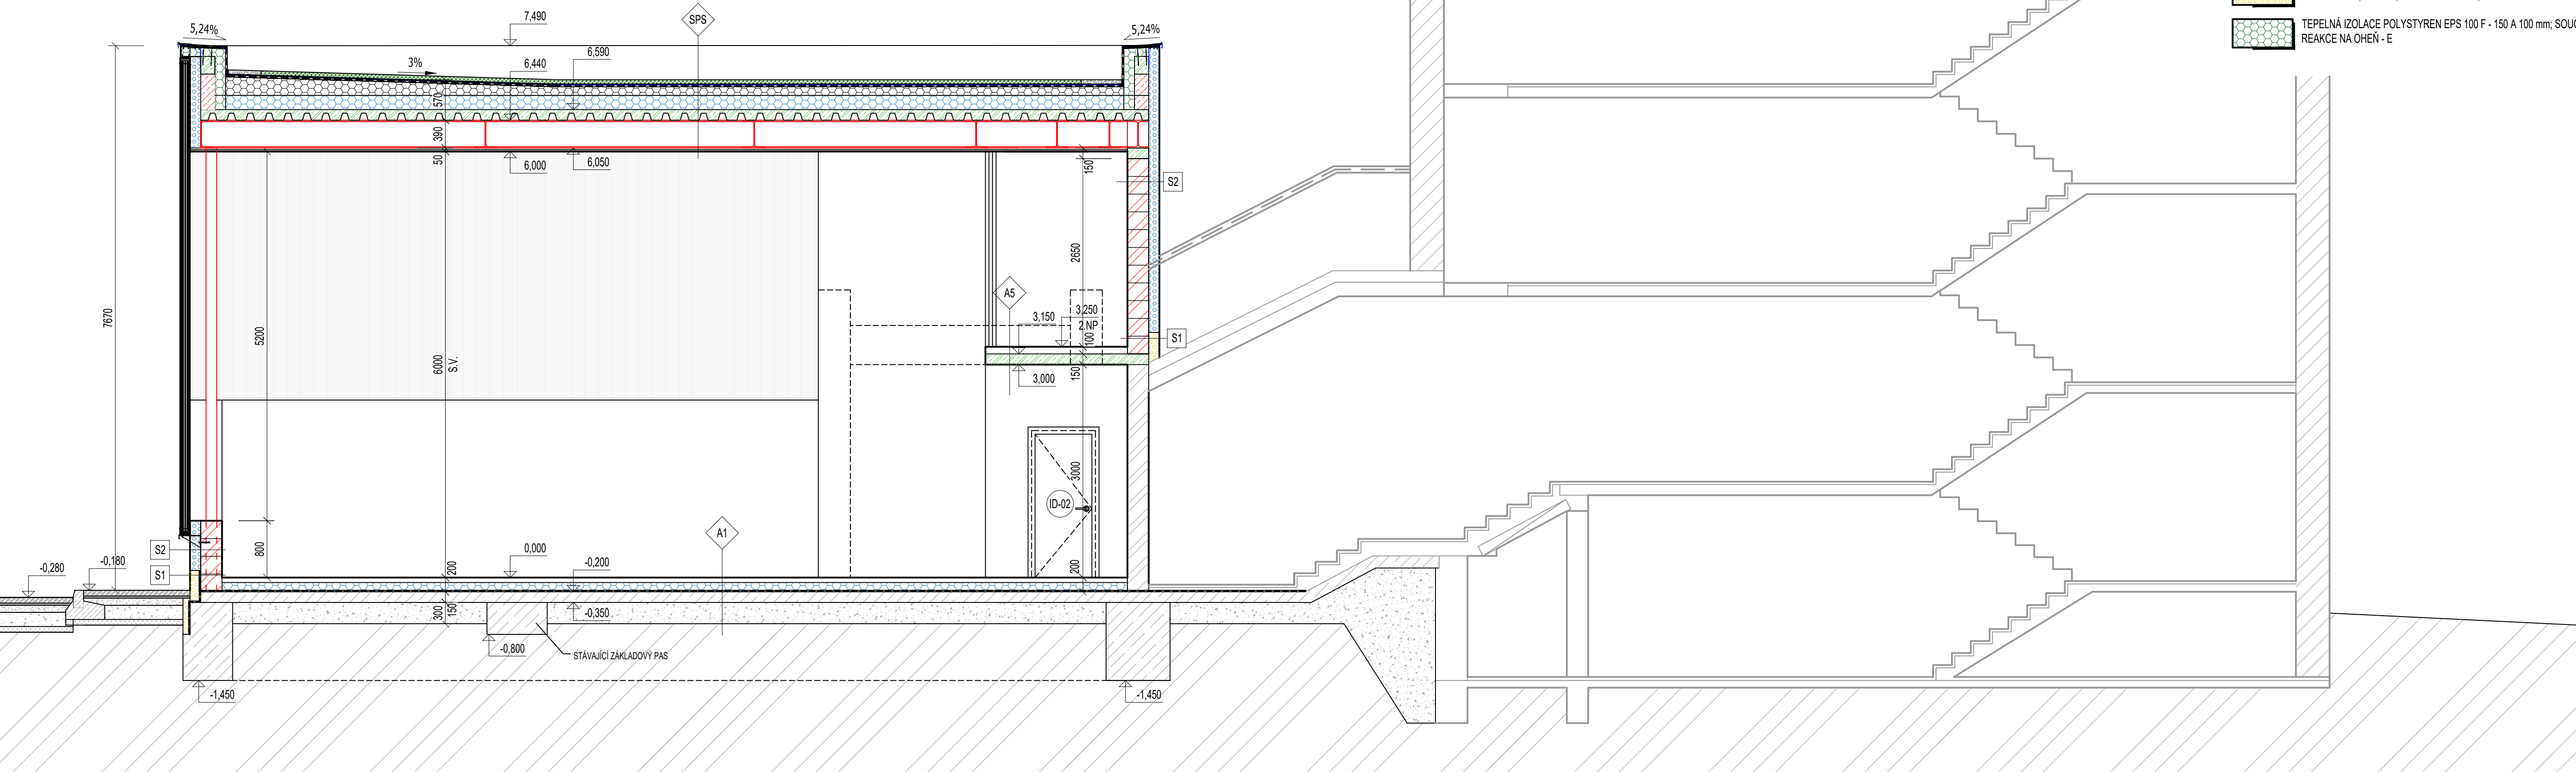 7,490
SPS
5,24%
5,24%
TEPELNÁ IZOLACE POLYSTYREN EPS 100 F - 150 A 100 mm; SOUČ
REAKCE NA OHEŇ - E
6,590
3%
6,440
570
390
50
6,000
6,050
150
S2
7670
5200
6000
S.V.
2650
A5
3,150
3,250
2.NP
100
S1
3,000
150
3000
ID-02
A1
S2
800
0,000
-0,200
200
200
S1
-0,280
-0,180
300
150
-0,350
-0,800
STÁVAJÍCÍ ZÁKLADOVÝ PAS
-1,450
-1,450